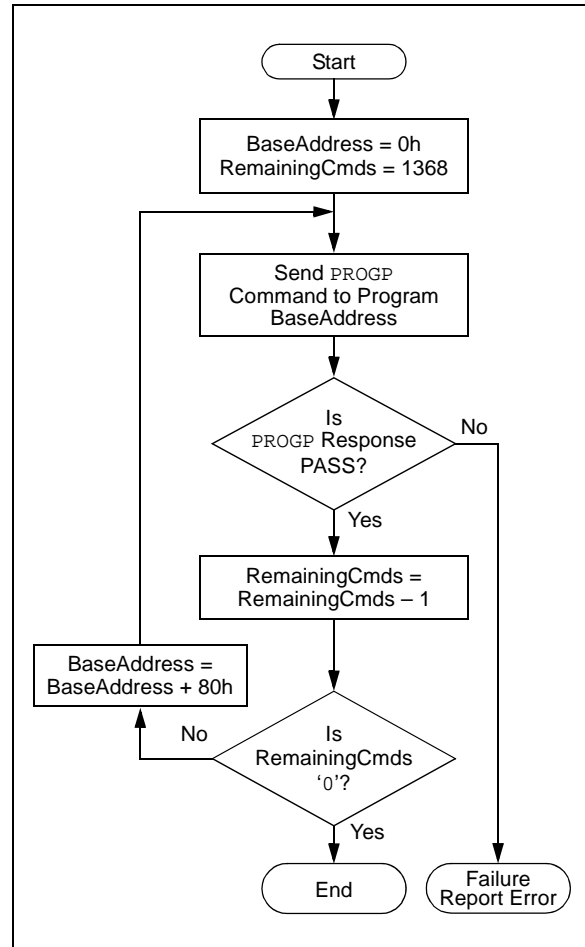 Start
BaseAddress = 0h
RemainingCmds = 1368
Send PROGP
Command to Program
BaseAddress
Is
PROGP Response
PASS?
No
Yes
RemainingCmds =
RemainingCmds – 1
BaseAddress =
BaseAddress + 80h
No
Is
RemainingCmds
‘0’?
Yes
End
Failure
Report Error